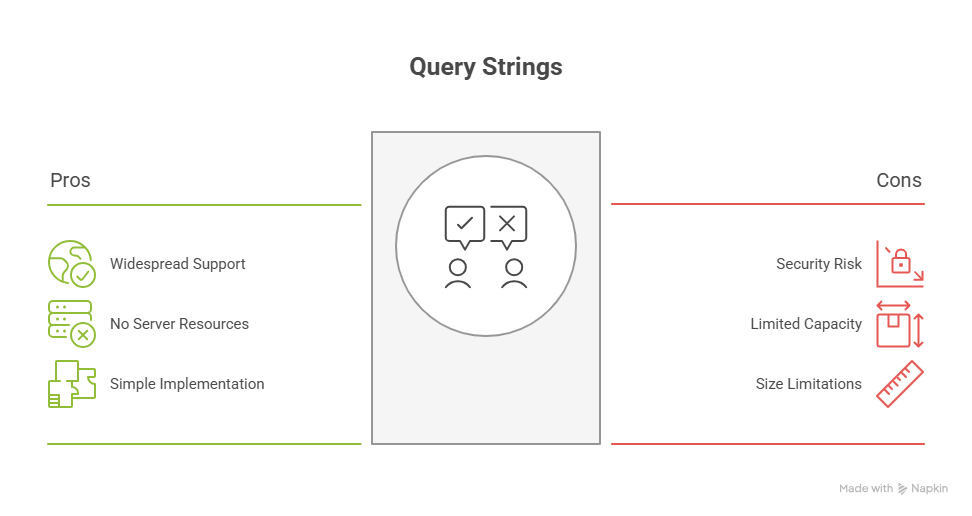 Query Strings
Pros
Widespread Support
No Server Resources
Simple Implementation
Cons
Security Risk
Limited Capacity
Size Limitations
Made with Napkin